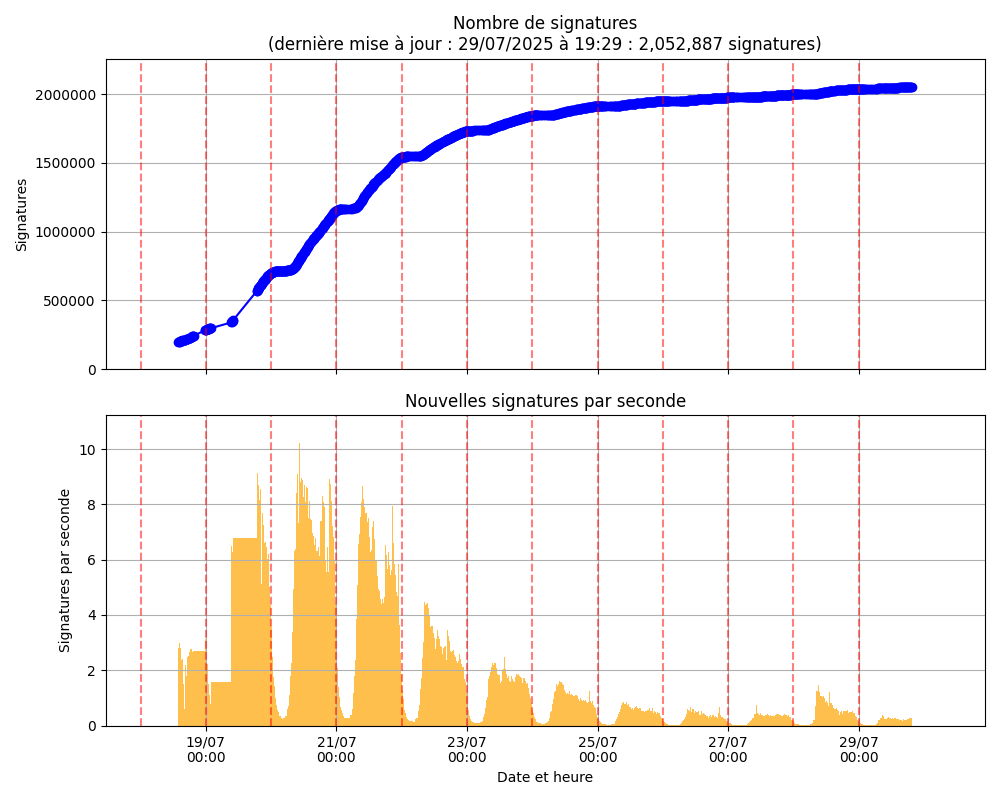 Nombre de signatures
(dernière mise à jour : 29/07/2025 à 19:29 : 2,052,887 signatures)
2000000
1500000
1000000
500000
0
Signatures
Nouvelles signatures par seconde
10
8
6
4
2
0
Signatures par seconde
19/07 21/07 23/07 25/07 27/07 29/07
00:00 00:00 00:00 00:00 00:00 00:00
Date et heure